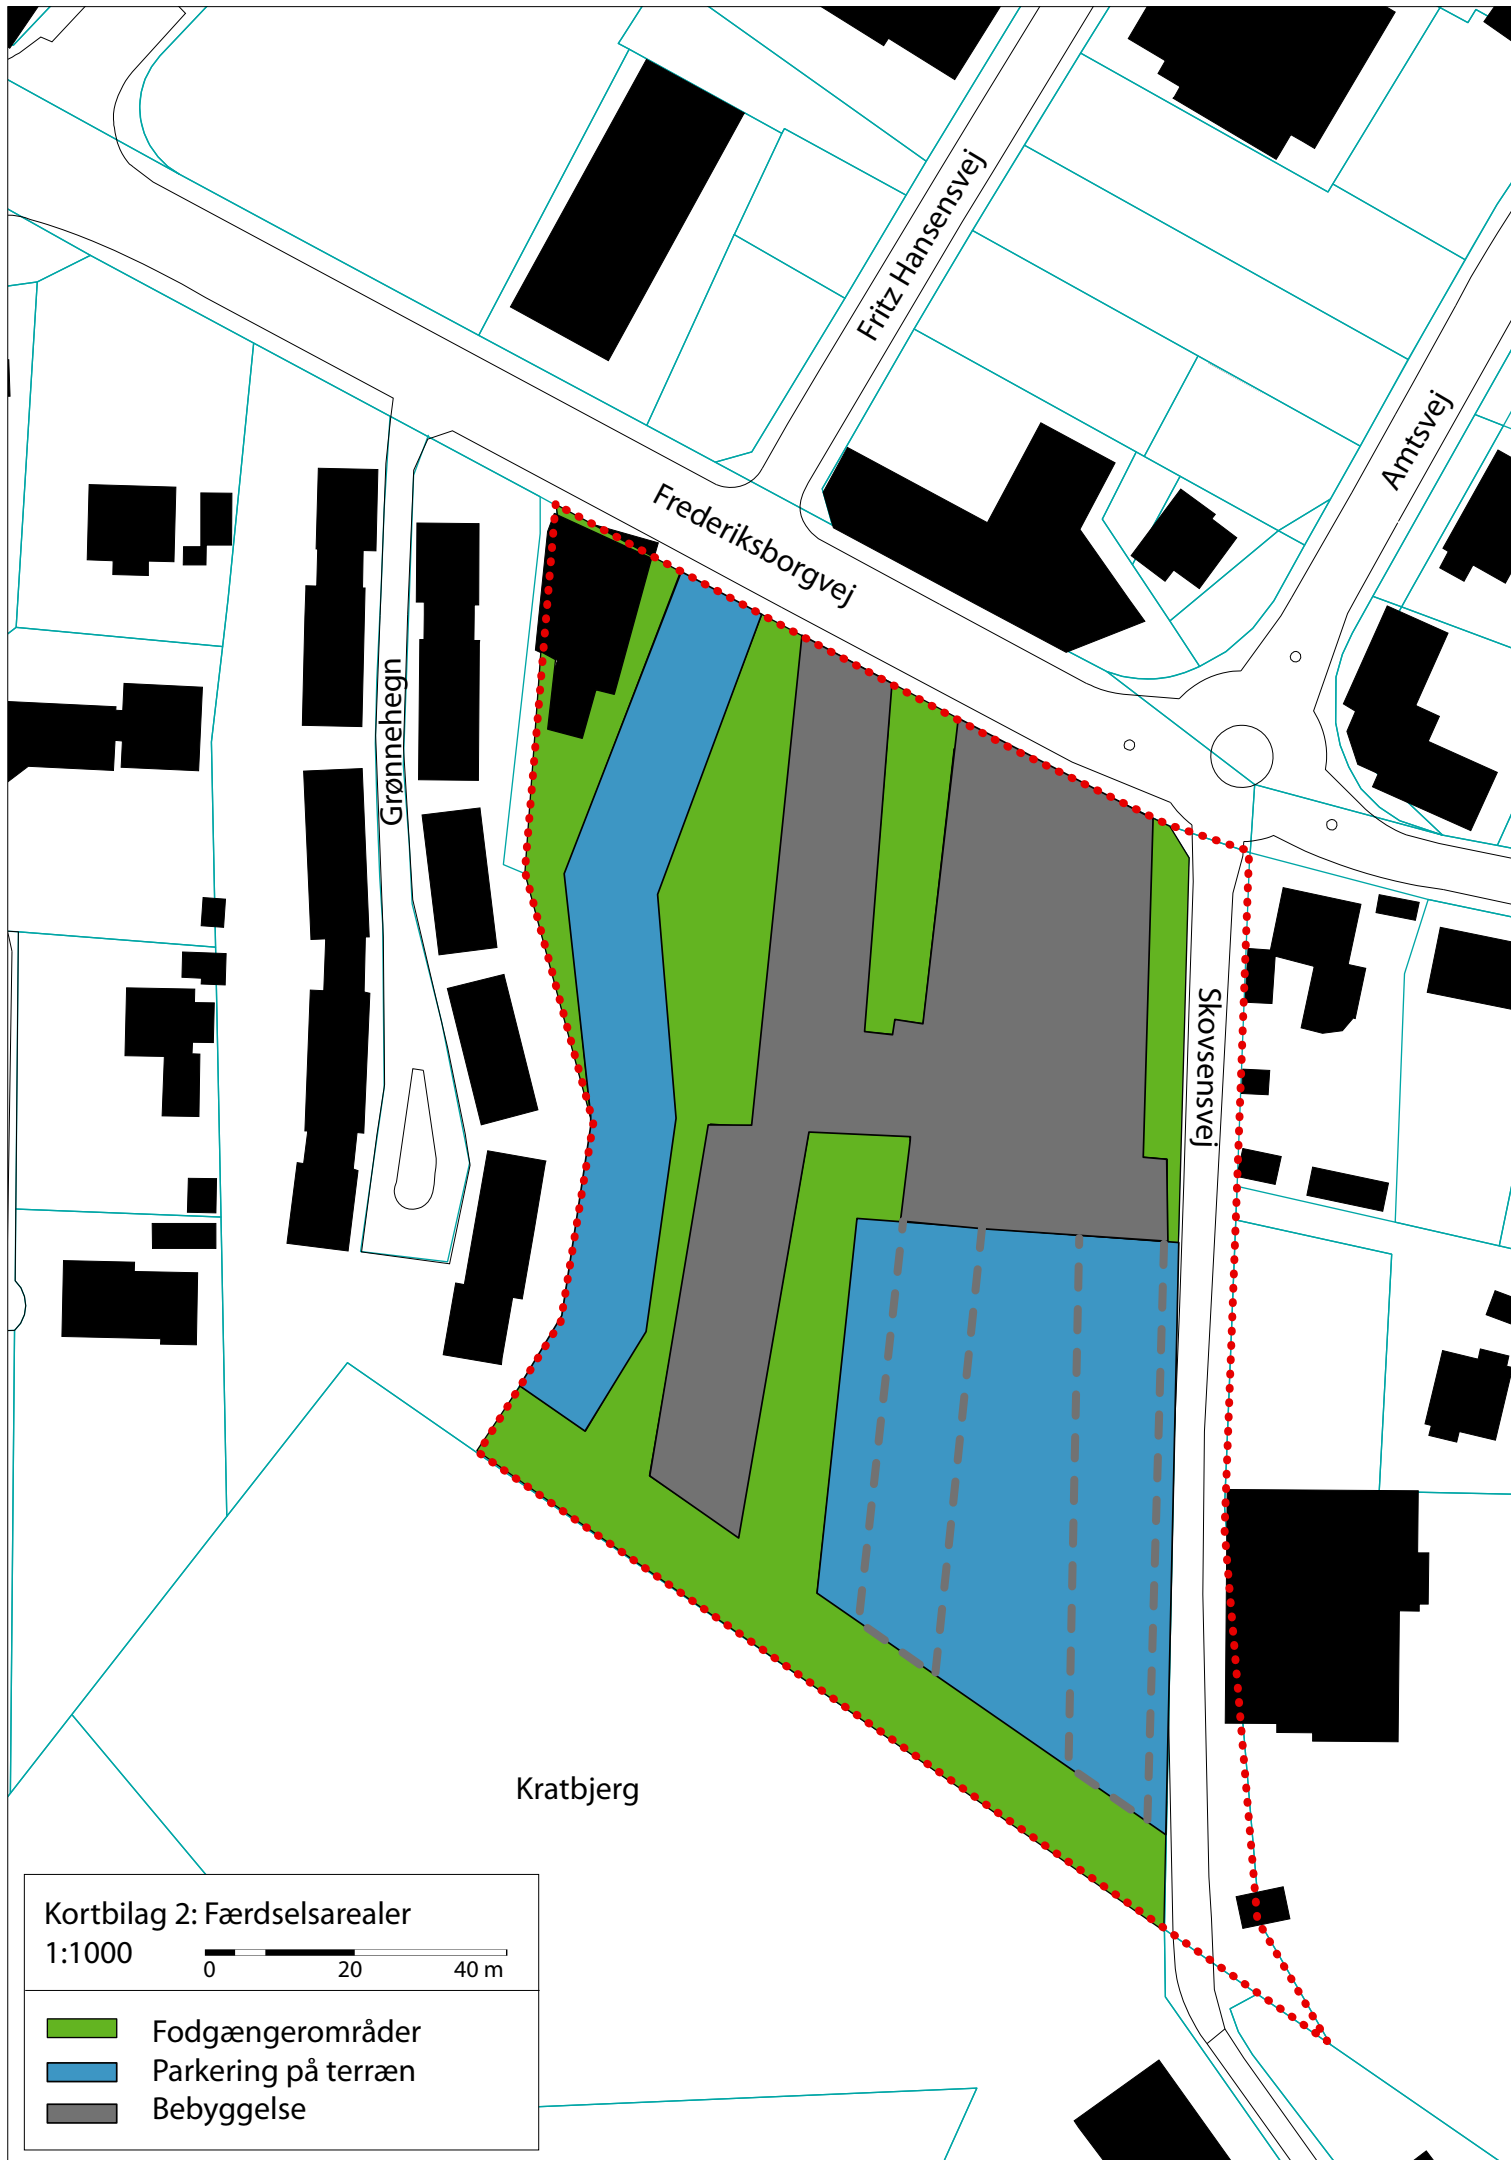 Fritz Hansensvej
Amtsvej
Frederiksborgvej
Grønnehegn
Skovsensvej
Kratbjerg
Kortbilag 2: Færdselsarealer
1:1000
0 20 40 m
Fodgængerområder
Parkering på terræn
Bebyggelse